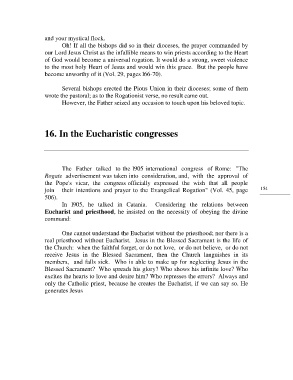 and your mystical flock.
Oh! If all the bishops did so in their dioceses, the prayer commanded by
our Lord Jesus Christ as the infallible means to win priests according to the Heart
of God would become a universal rogation. It would do a strong, sweet violence
to the most holy Heart of Jesus and would win this grace. But the people have
become unworthy of it (Vol. 29, pages l66-70).
Several bishops erected the Pious Union in their dioceses: some of them
wrote the pastoral; as to the Rogationist verse, no result came out.
However, the Father seized any occasion to touch upon his beloved topic.
16. In the Eucharistic congresses
The Father talked to the l905 international congress of Rome: "The
Rogate advertisement was taken into consideration, and, with the approval of
the Pope's vicar, the congress officially expressed the wish that all people
join their intentions and prayer to the Evangelical Rogation" (Vol. 45, page
506).
151
In l905, he talked in Catania. Considering the relations between
Eucharist and priesthood, he insisted on the necessity of obeying the divine
command:
One cannot understand the Eucharist without the priesthood; nor there is a
real priesthood without Eucharist. Jesus in the Blessed Sacrament is the life of
the Church: when the faithful forget, or do not love, or do not believe, or do not
receive Jesus in the Blessed Sacrament, then the Church languishes in its
members, and falls sick. Who is able to make up for neglecting Jesus in the
Blessed Sacrament? Who spreads his glory? Who shows his infinite love? Who
excites the hearts to love and desire him? Who represses the errors? Always and
only the Catholic priest, because he creates the Eucharist, if we can say so. He
generates Jesus